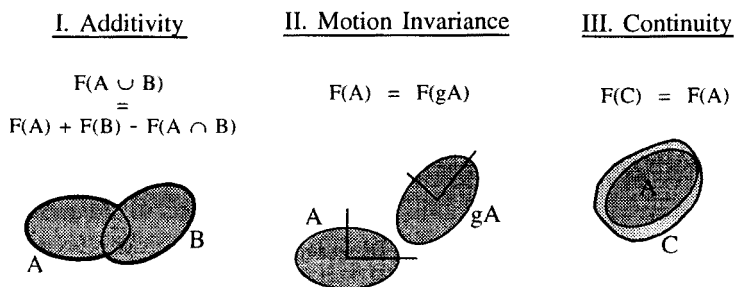 I. Additivity
F(A ∪ B)
=
F(A) + F(B) - F(A ∩ B)
A
B
II. Motion Invariance
F(A) = F(gA)
A
gA
III. Continuity
F(C) = F(A)
A
C